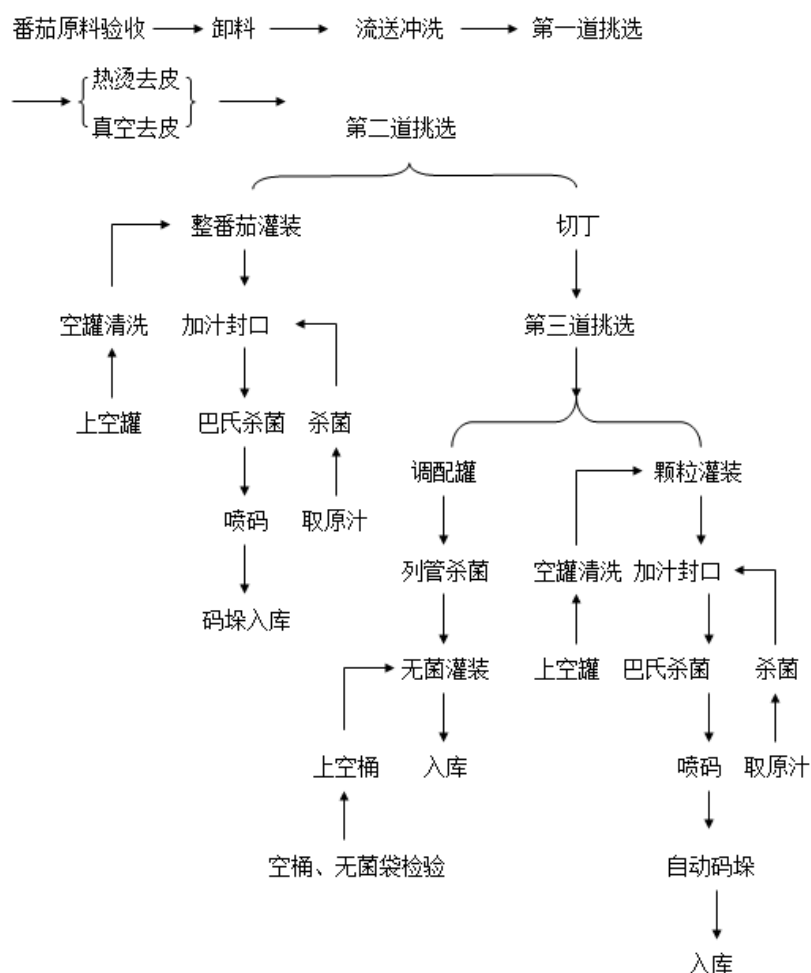 番茄原料验收 卸料 流送冲洗 第一道挑选
热烫去皮
真空去皮
第二道挑选
整番茄灌装 切丁
空罐清洗 加汁封口 第三道挑选
上空罐 巴氏杀菌 杀菌
调配罐 颗粒灌装
喷码 取原汁
列管杀菌 空罐清洗 加汁封口
码垛入库
无菌灌装 上空罐 巴氏杀菌 杀菌
上空桶 入库 喷码 取原汁
空桶、无菌袋检验 自动码垛
入库